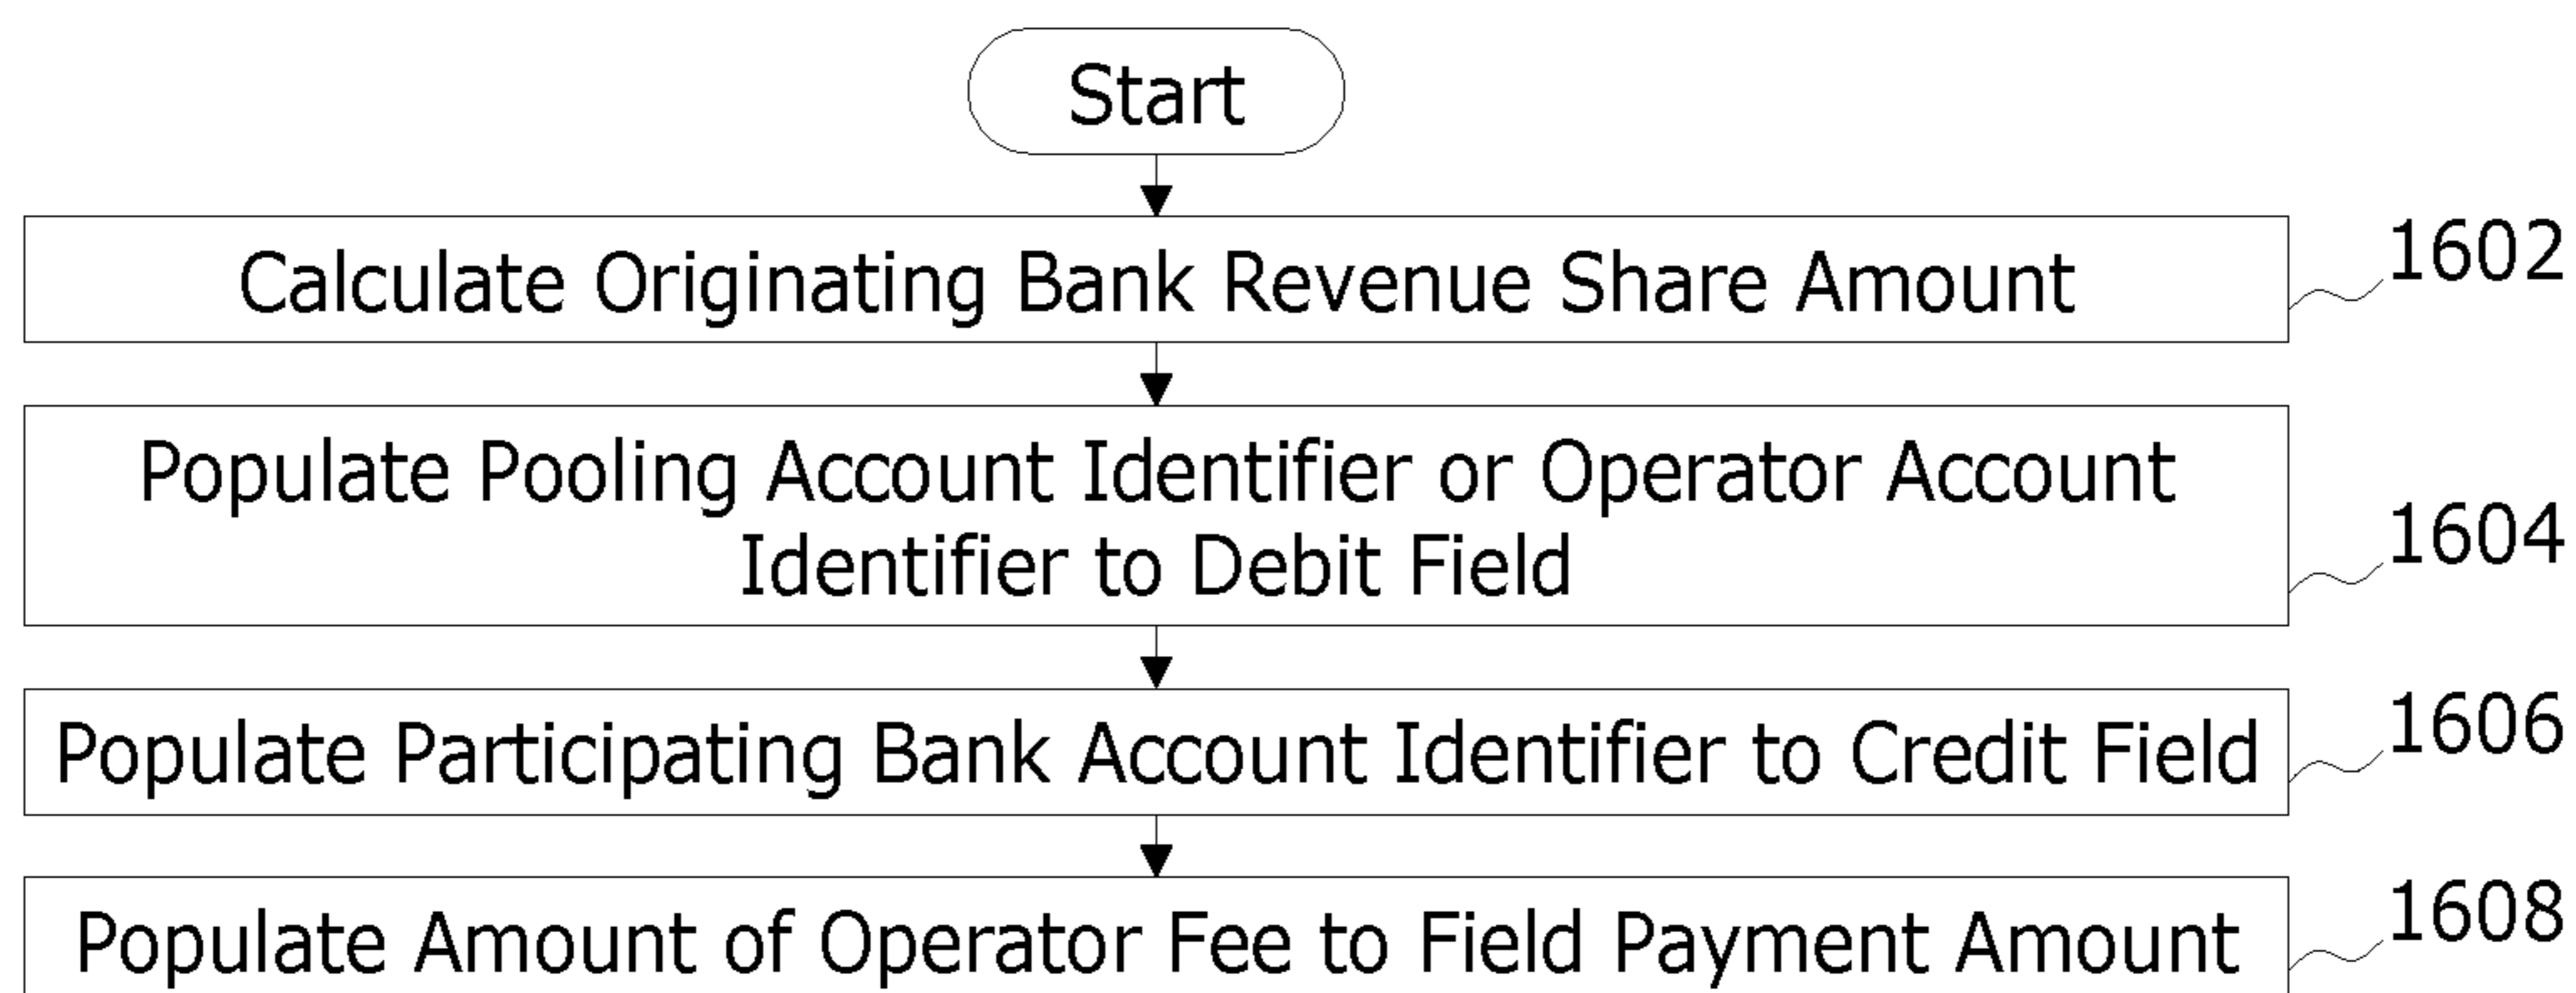 Start
Calculate Originating Bank Revenue Share Amount
1602
Populate Pooling Account Identifier or Operator Account
Identifier to Debit Field
1604
Populate Participating Bank Account Identifier to Credit Field
1606
Populate Amount of Operator Fee to Field Payment Amount
1608